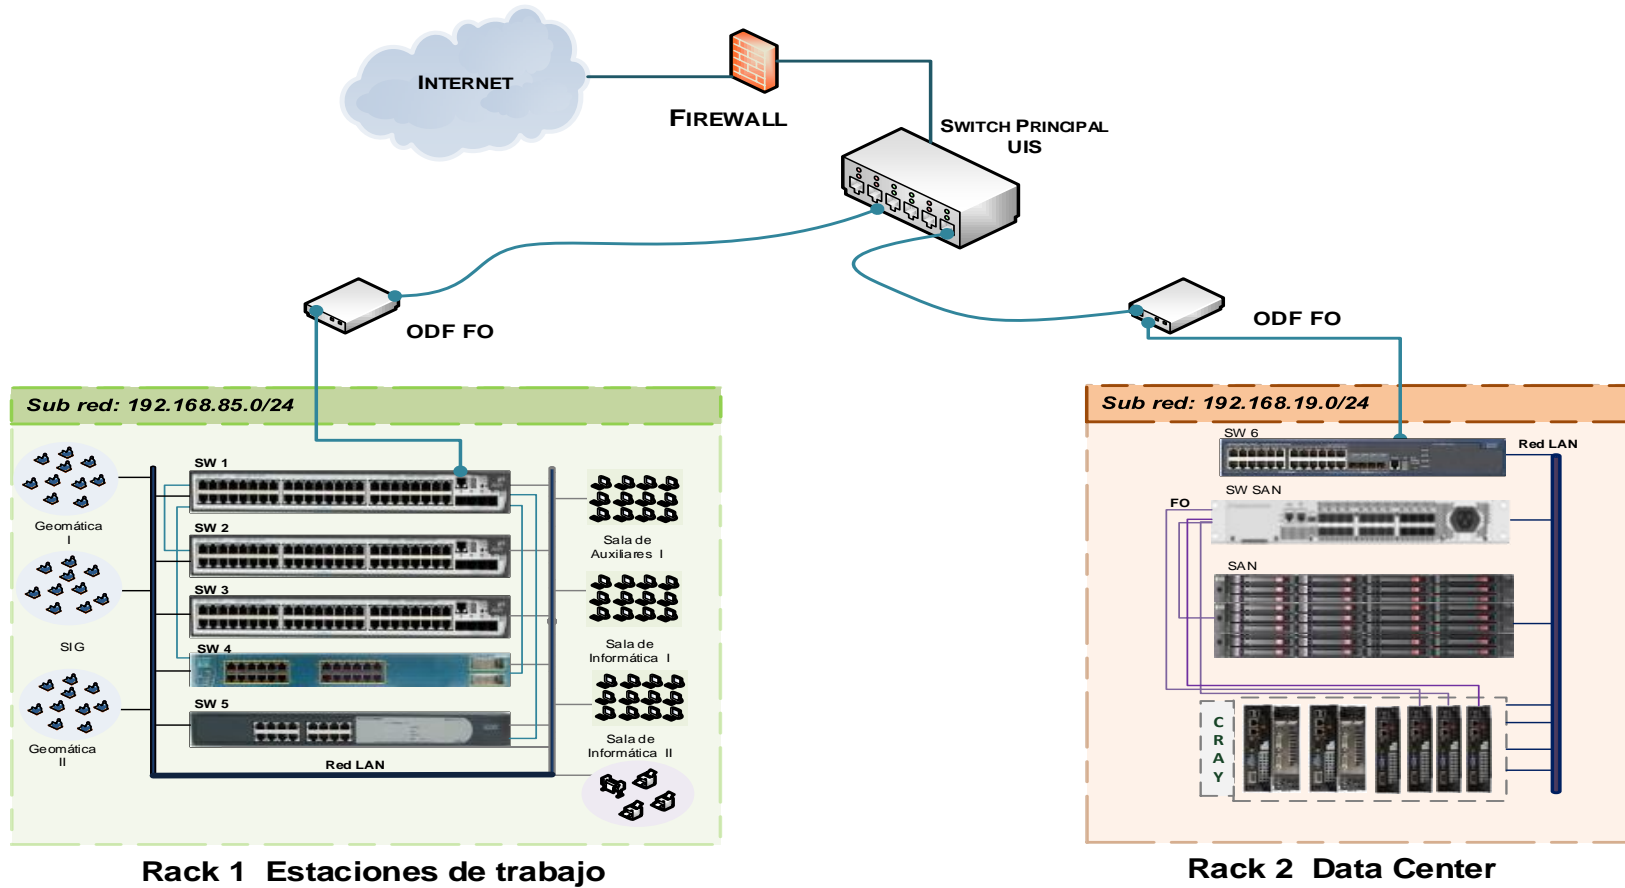 INTERNET
FIREWALL
SWITCH PRINCIPAL
UIS
ODF FO
ODF FO
Sub red: 192.168.85.0/24
SW 1
SW 2
SW 3
SW 4
SW 5
Red LAN
Geomática
I
SIG
Geomática
II
Sala de
Auxiliares I
Sala de
Informática I
Sala de
Informática II
Rack 1 Estaciones de trabajo
Sub red: 192.168.19.0/24
SW 6
Red LAN
SW SAN
FO
SAN
CRAY
Rack 2 Data Center